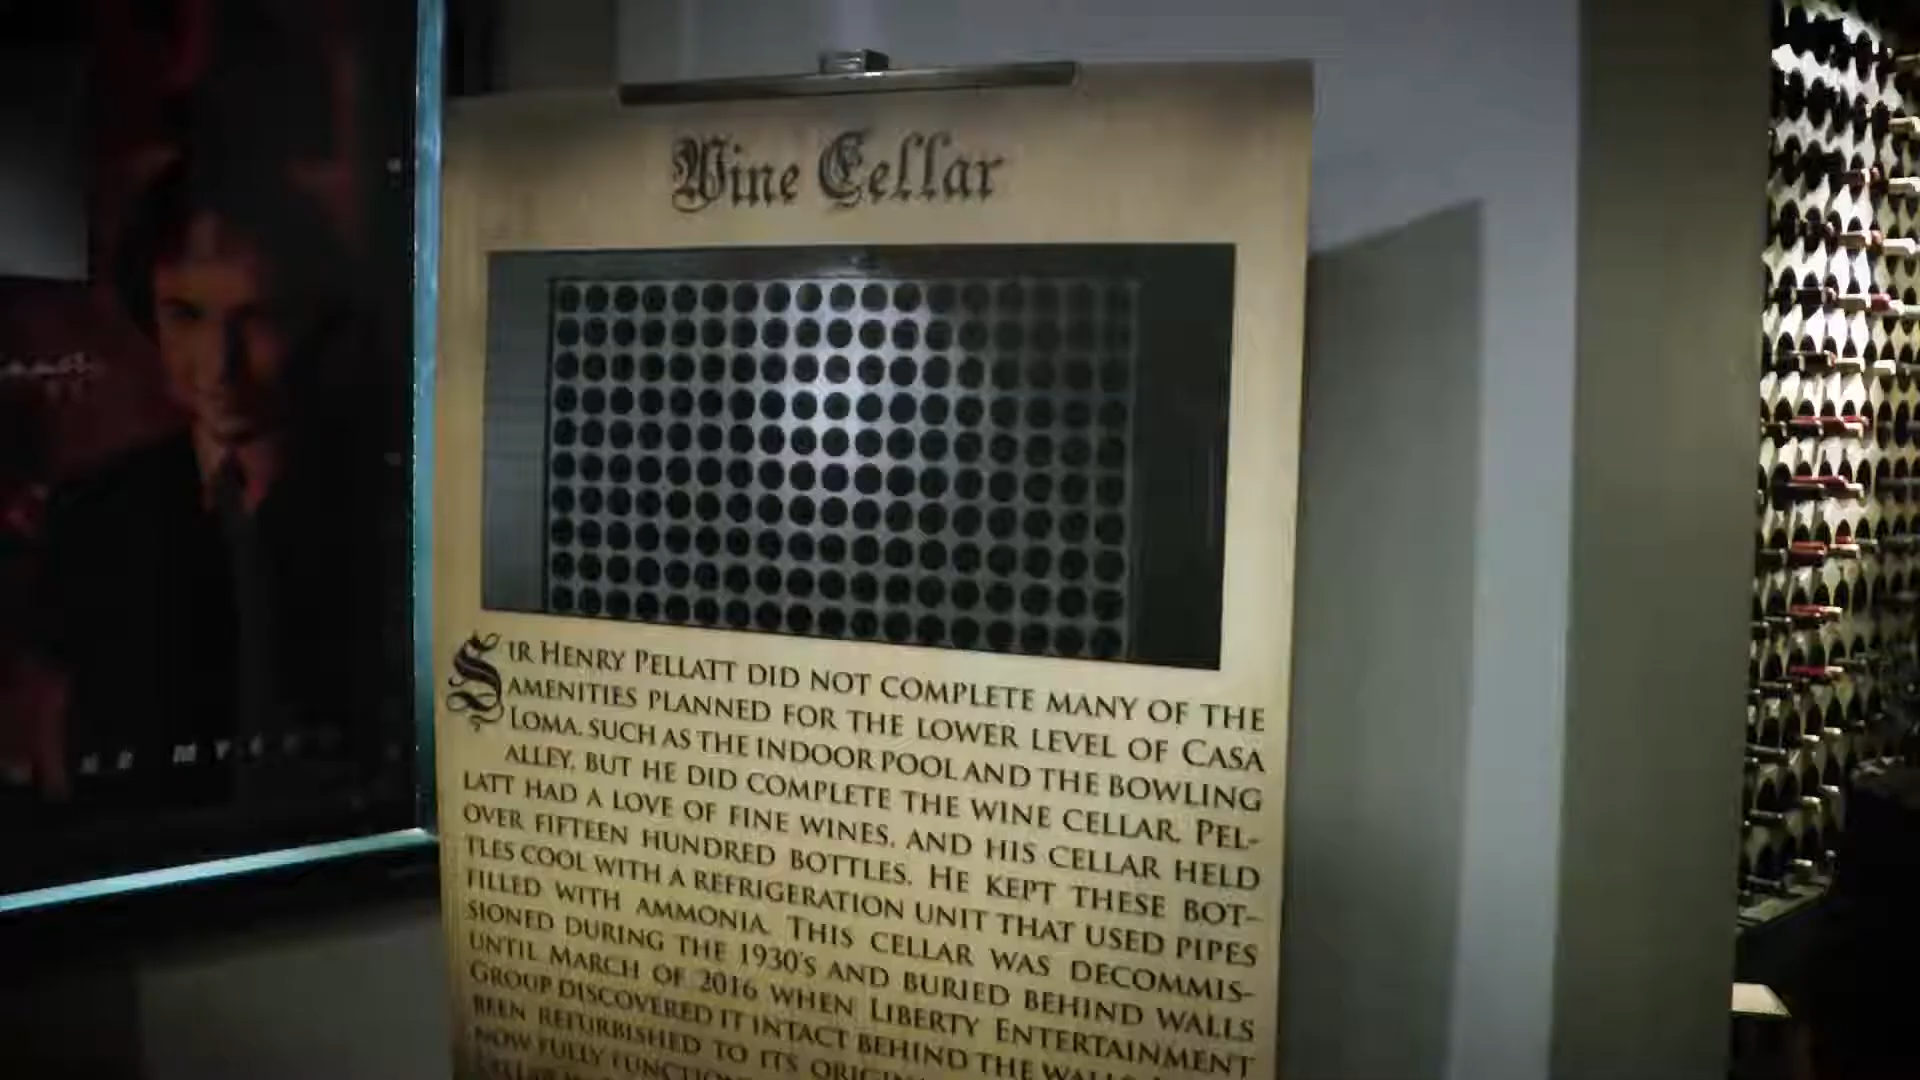 Wine Cellar
SIR HENRY PELLATT DID NOT COMPLETE MANY OF THE
AMENITIES PLANNED FOR THE LOWER LEVEL OF CASA
LOMA, SUCH AS THE INDOOR POOL AND THE BOWLING
ALLEY, BUT HE DID COMPLETE THE WINE CELLAR. PEL-
LATT HAD A LOVE OF FINE WINES, AND HIS CELLAR HELD
OVER FIFTEEN HUNDRED BOTTLES. HE KEPT THESE BOT-
TLES COOL WITH A REFRIGERATION UNIT THAT USED PIPES
FILLED WITH AMMONIA. THIS CELLAR WAS DECOMMIS-
SIONED DURING THE 1930'S AND BURIED BEHIND WALLS
UNTIL MARCH OF 2016 WHEN LIBERTY ENTERTAINMENT
GROUP DISCOVERED IT INTACT BEHIND THE
BEEN REFURBISHED TO ITS
NOW FULLY